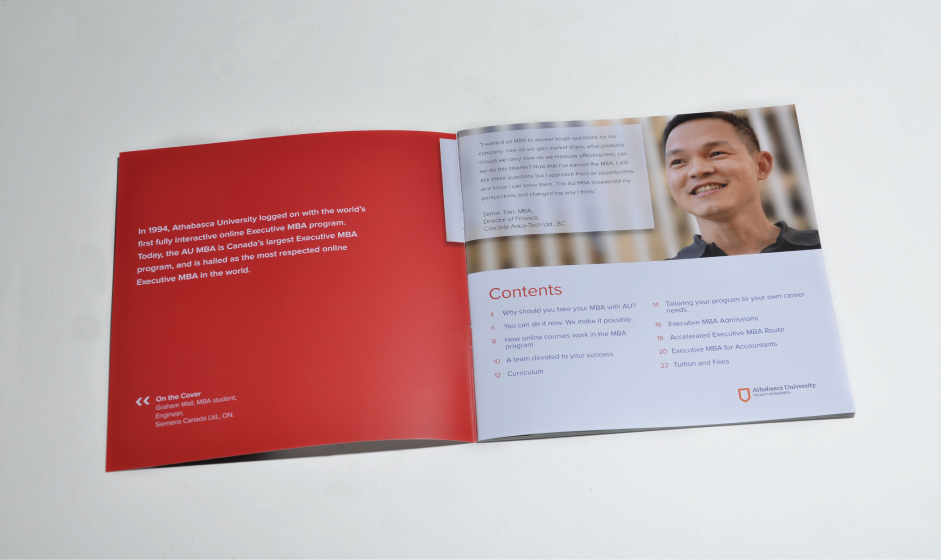 In 1994, Athabasca University logged on with the world's
first fully interactive online Executive MBA program.
Today, the AU MBA is Canada's largest Executive MBA
program, and is hailed as the most respected online
Executive MBA in the world.
On the Cover
Graham Wall, MBA student,
Engineer,
Siemens Canada Ltd., ON.
"I wanted an MBA to answer tough questions for our
company: how do we gain market share, what products
should we carry, how do we measure effectiveness, can
we do this smarter? Now that I've earned the MBA, I still
ask these questions but I approach them as opportunities
and know I can solve them. The AU MBA broadened my
perspectives and changed the way I think."
Tran, MBA,
Director of Finance,
Cascade Aqua-Tech Ltd., BC
Contents
4 Why should you take your MBA with AU?
6 You can do it now. We make it possible.
8 How online courses work in the MBA
program
10 A team devoted to your success
12 Curriculum
14 Tailoring your program to your own career
needs.
16 Executive MBA Admissions
18 Accelerated Executive MBA Route
20 Executive MBA for Accountants
22 Tuition and Fees
Athabasca University
FACULTY OF BUSINESS